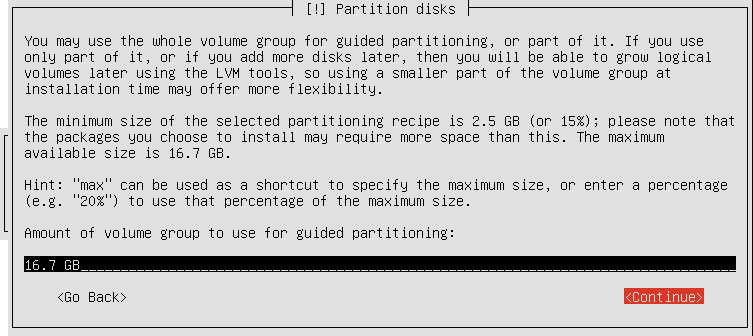 [!] Partition disks
You may use the whole volume group for guided partitioning, or part of it. If you use
only part of it, or if you add more disks later, then you will be able to grow logical
volumes later using the LVM tools, so using a smaller part of the volume group at
installation time may offer more flexibility.
The minimum size of the selected partitioning recipe is 2.5 GB (or 15%); please note that
the packages you choose to install may require more space than this. The maximum
available size is 16.7 GB.
Hint: "max" can be used as a shortcut to specify the maximum size, or enter a percentage
(e.g. "20%") to use that percentage of the maximum size.
Amount of volume group to use for guided partitioning:
16.7 GB
<Go Back> <Continue>